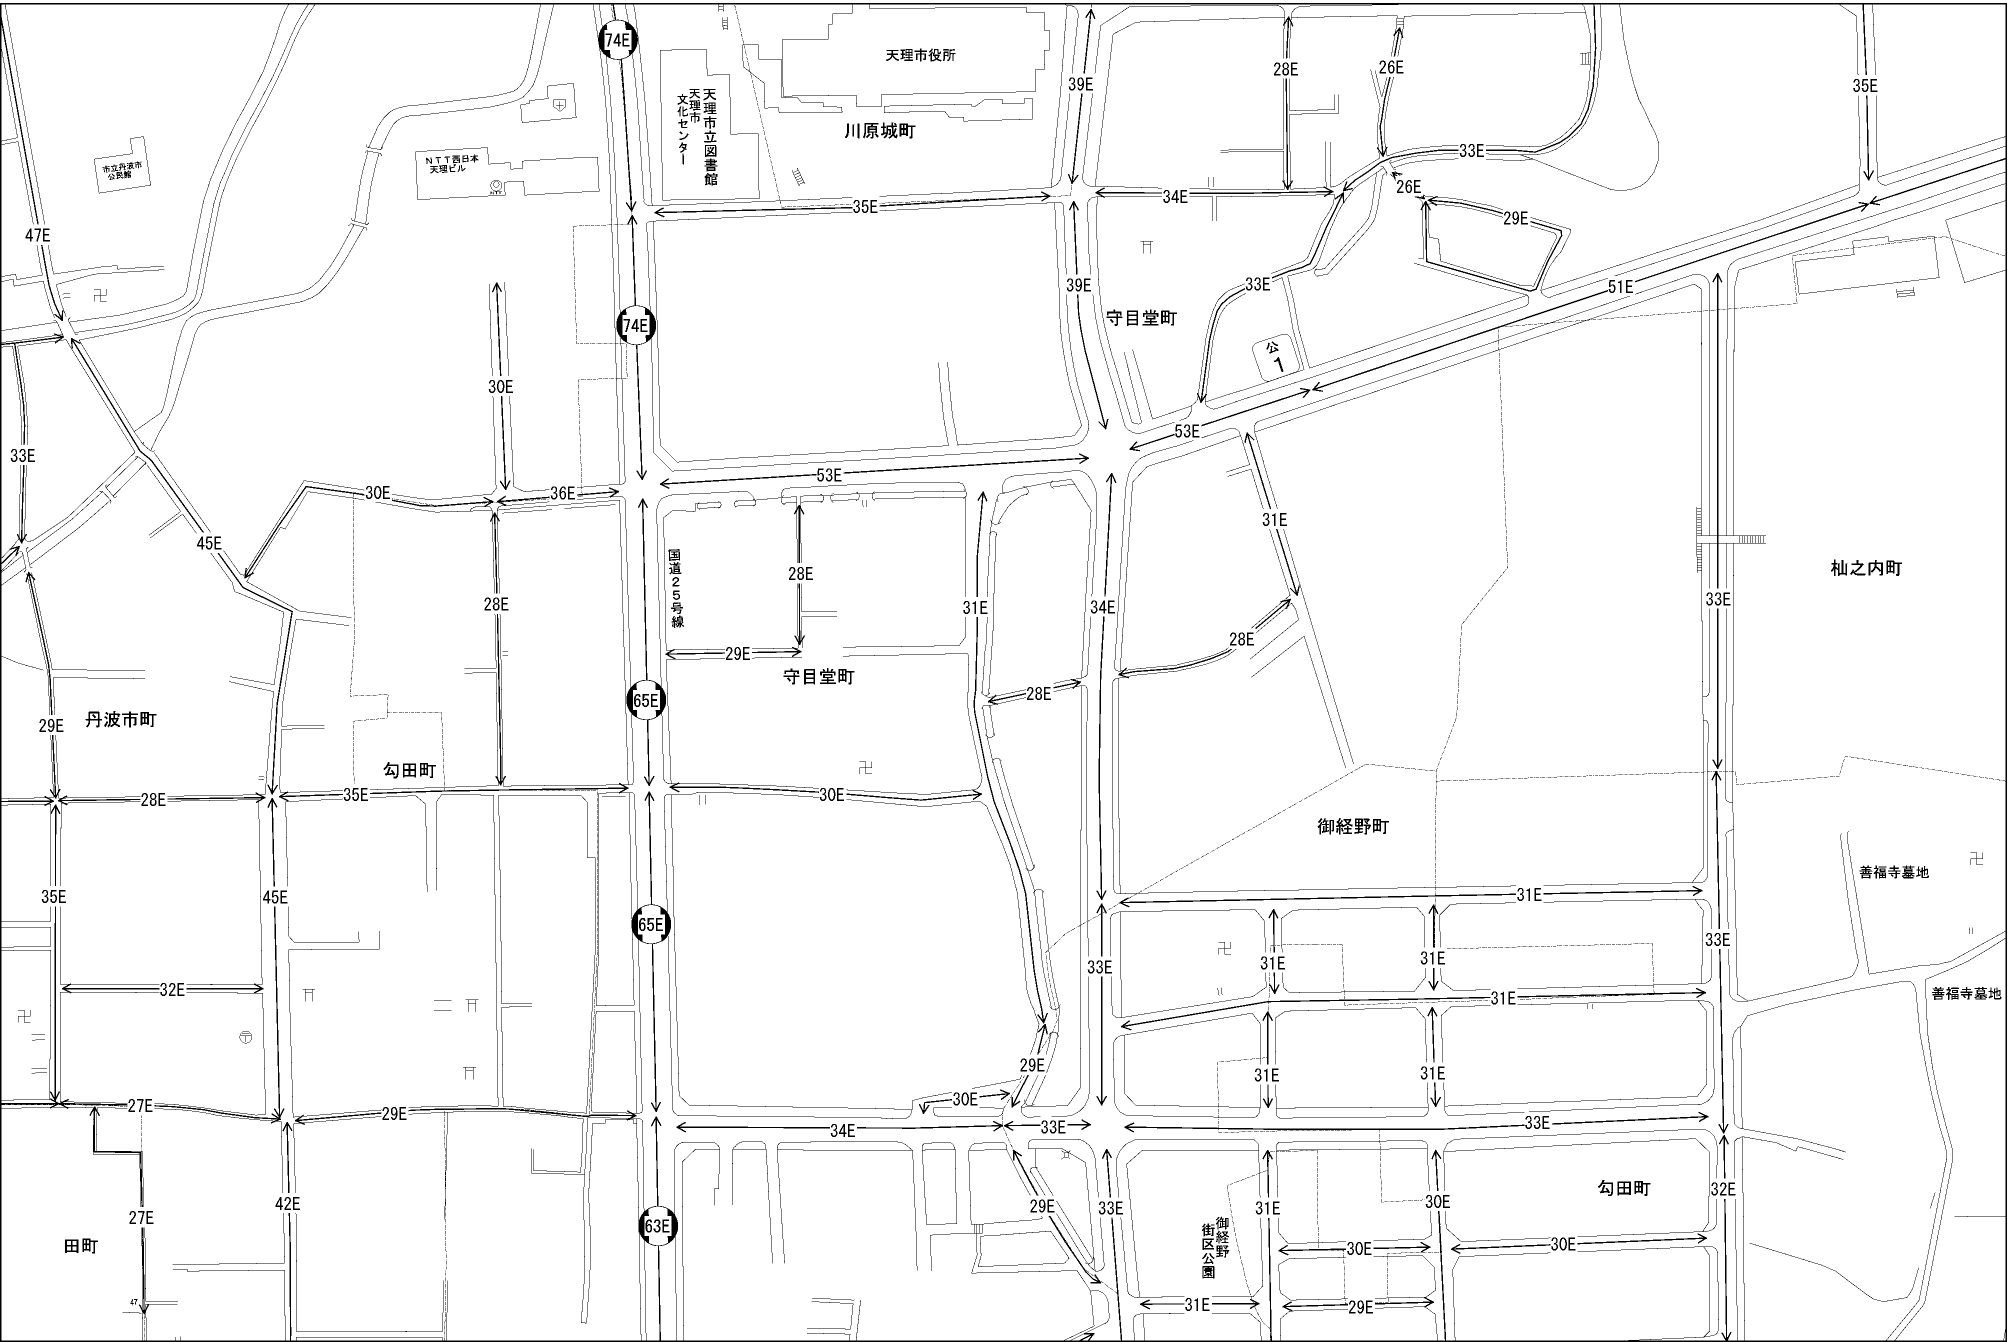 74E
天理市役所
28E
26E
39E
35E
天理市立図書館
天理市
文化センター
川原城町
市立丹波市
公民館
NTT西日本
天理ビル
NTT
33E
26E
34E
35E
29E
47E
39E
33E
51E
守目堂町
74E
公
1
30E
53E
33E
53E
30E
36E
31E
45E
国道25号線
28E
28E
31E
34E
33E
杣之内町
28E
29E
守目堂町
28E
65E
丹波市町
29E
勾田町
28E
35E
30E
御経野町
善福寺墓地
35E
45E
31E
65E
33E
31E
31E
33E
32E
31E
善福寺墓地
29E
31E
31E
27E
29E
30E
34E
33E
33E
勾田町
32E
42E
29E
33E
31E
30E
27E
63E
御経野
街区公園
田町
30E
30E
47
31E
29E